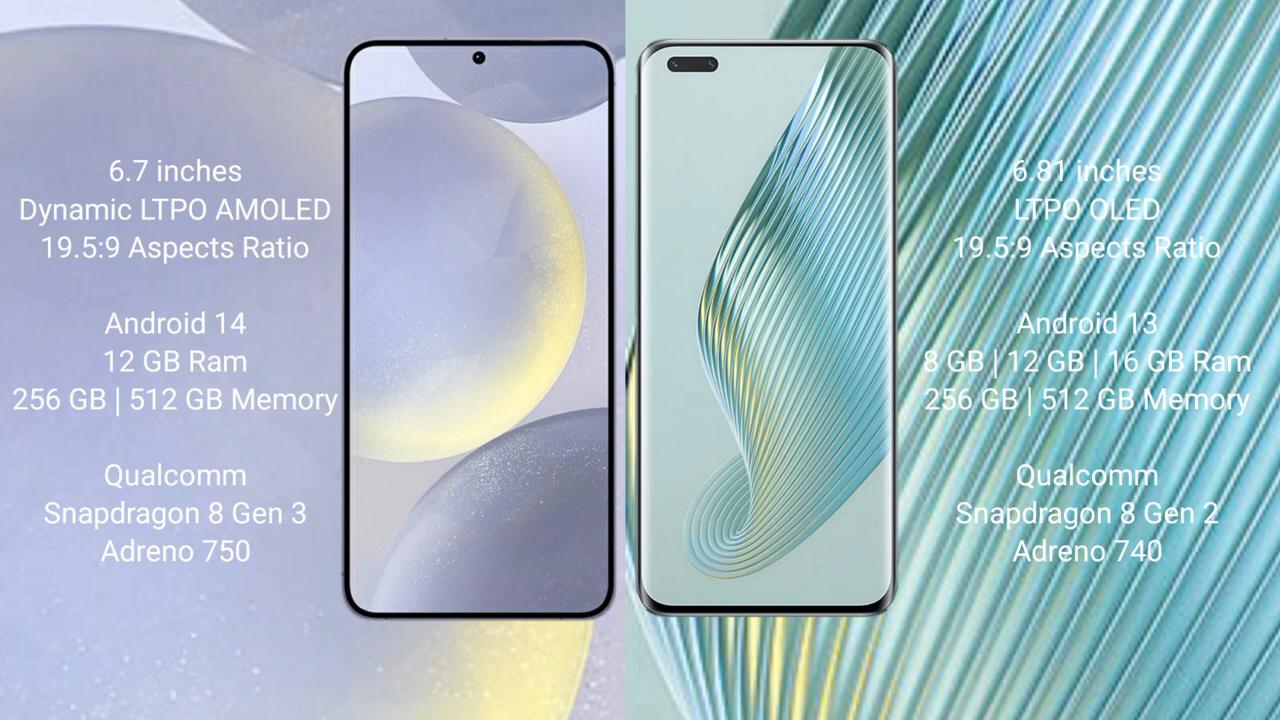 6.7 inches
Dynamic LTPO AMOLED
19.5:9 Aspects Ratio
Android 14
12 GB Ram
256 GB | 512 GB Memory
Qualcomm
Snapdragon 8 Gen 3
Adreno 750
6.81 inches
LTPO OLED
19.5:9 Aspects Ratio
Android 13
8 GB | 12 GB | 16 GB Ram
256 GB | 512 GB Memory
Qualcomm
Snapdragon 8 Gen 2
Adreno 740